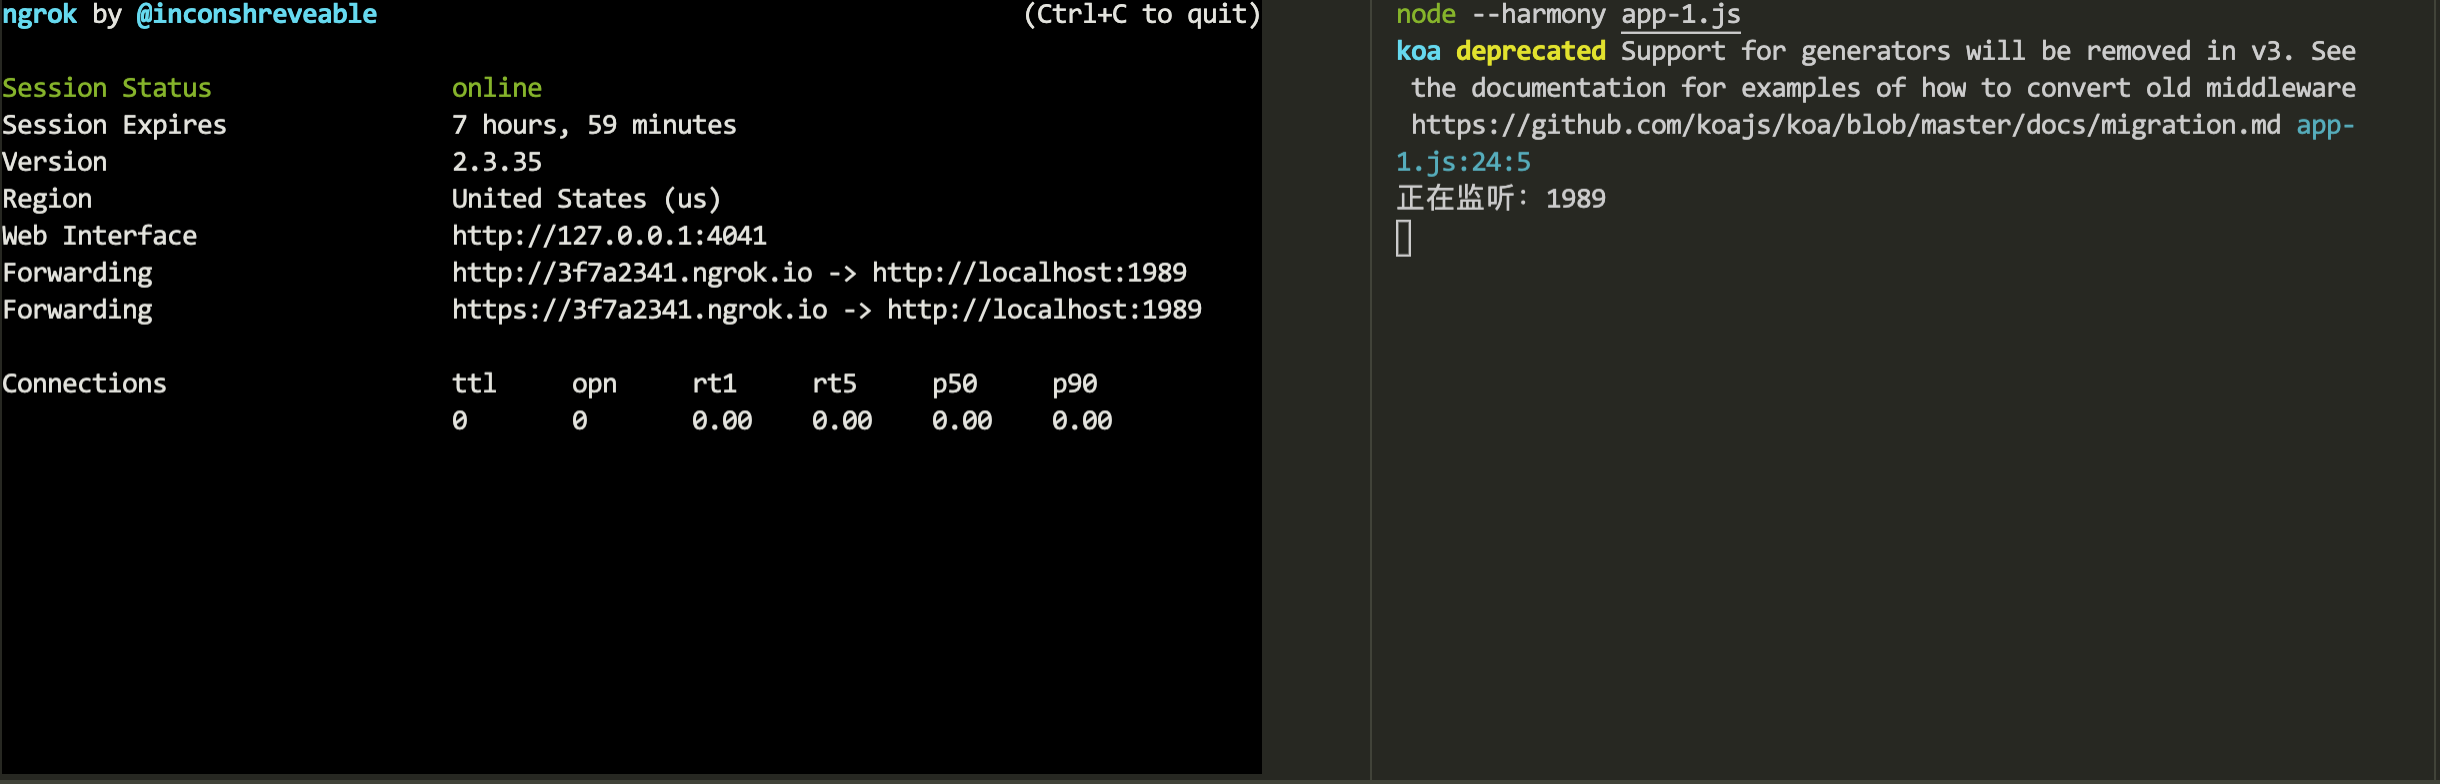 ngrok by @inconshreveable (Ctrl+C to quit)
Session Status online
Session Expires 7 hours, 59 minutes
Version 2.3.35
Region United States (us)
Web Interface http://127.0.0.1:4041
Forwarding http://3f7a2341.ngrok.io -> http://localhost:1989
Forwarding https://3f7a2341.ngrok.io -> http://localhost:1989
Connections ttl opn rt1 rt5 p50 p90
0 0 0.00 0.00 0.00 0.00
node --harmony app-1.js
koa deprecated Support for generators will be removed in v3. See
the documentation for examples of how to convert old middleware
https://github.com/koajs/koa/blob/master/docs/migration.md app-
1.js:24:5
正在监听：1989